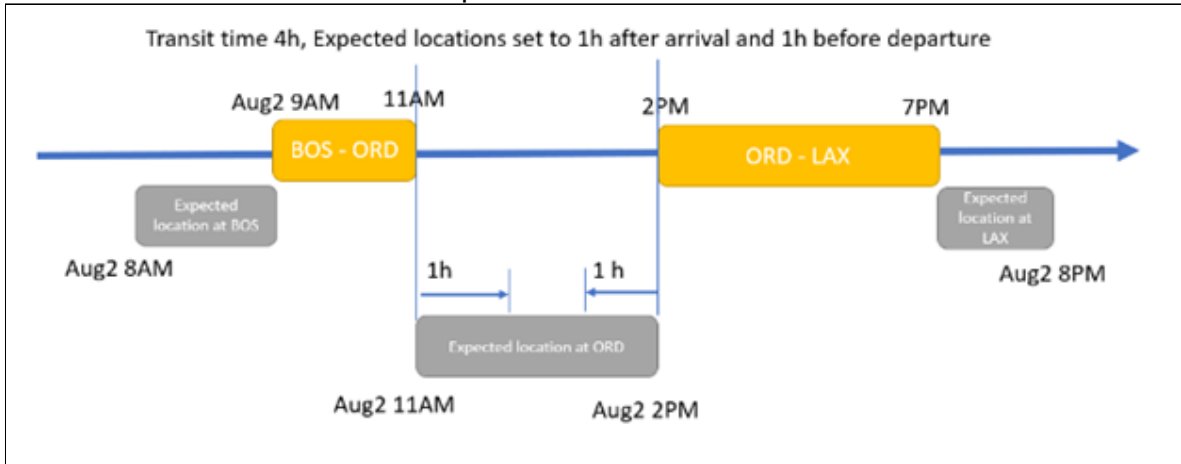 Transit time 4h, Expected locations set to 1h after arrival and 1h before departure
Aug2 9AM
11AM
2PM
7PM
BOS - ORD
ORD - LAX
Expected
location at BOS
Expected
location at
LAX
Aug2 8AM
1h
1 h
Aug2 8PM
Expected location at ORD
Aug2 11AM
Aug2 2PM